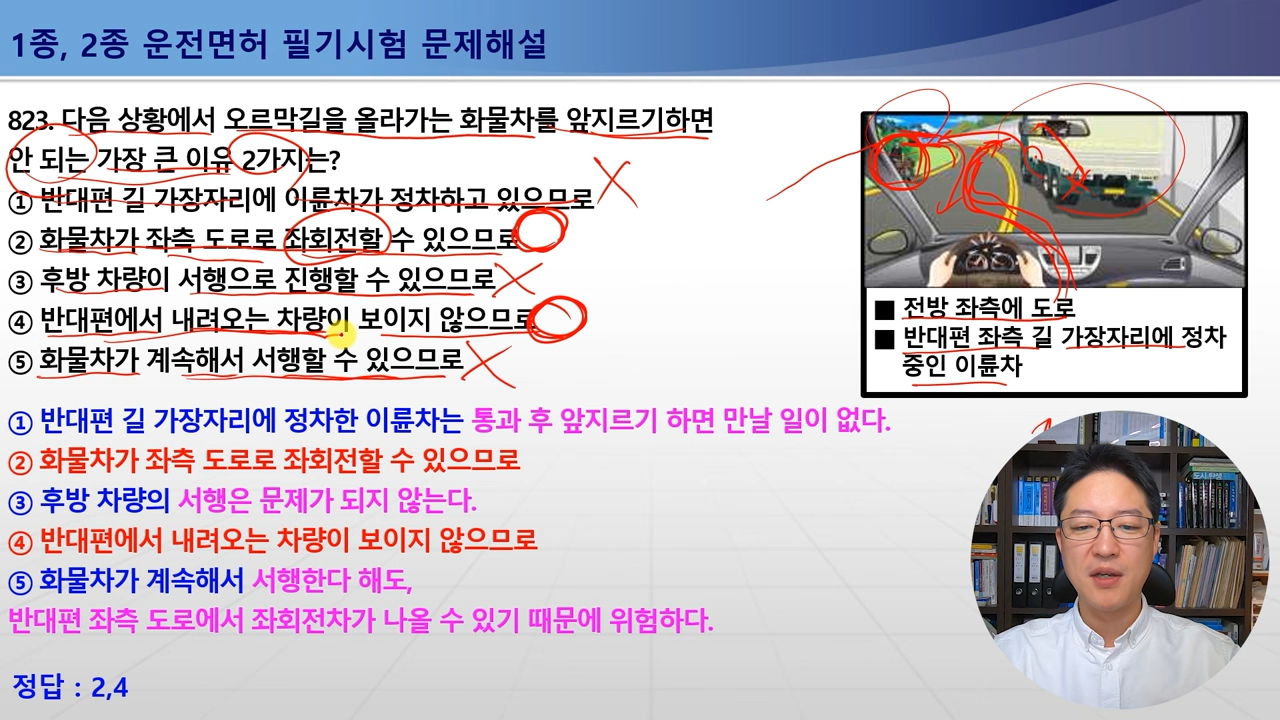 1종, 2종 운전면허 필기시험 문제해설
823. 다음 상황에서 오르막길을 올라가는 화물차를 앞지르기하면
안 되는 가장 큰 이유 2가지는?
① 반대편 길 가장자리에 이륜차가 정차하고 있으므로
② 화물차가 좌측 도로로 좌회전할 수 있으므로
③ 후방 차량이 서행으로 진행할 수 있으므로
④ 반대편에서 내려오는 차량이 보이지 않으므로
⑤ 화물차가 계속해서 서행할 수 있으므로
■ 전방 좌측에 도로
■ 반대편 좌측 길 가장자리에 정차
중인 이륜차
① 반대편 길 가장자리에 정차한 이륜차는 통과 후 앞지르기 하면 만날 일이 없다.
② 화물차가 좌측 도로로 좌회전할 수 있으므로
③ 후방 차량의 서행은 문제가 되지 않는다.
④ 반대편에서 내려오는 차량이 보이지 않으므로
⑤ 화물차가 계속해서 서행한다 해도,
반대편 좌측 도로에서 좌회전차가 나올 수 있기 때문에 위험하다.
정답 : 2,4